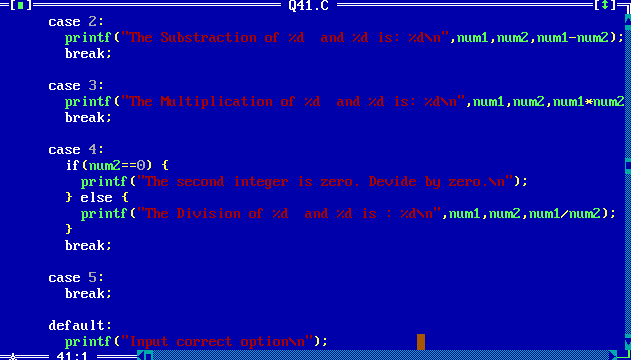 [■] Q41.C [↕]
case 2:
printf("The Substraction of %d  and %d is: %d\n",num1,num2,num1-num2);
break;
case 3:
printf("The Multiplication of %d  and %d is: %d\n",num1,num2,num1*num2
break;
case 4:
if(num2==0) {
printf("The second integer is zero. Devide by zero.\n");
} else {
printf("The Division of %d  and %d is : %d\n",num1,num2,num1/num2);
}
break;
case 5:
break;
default:
printf("Input correct option\n");
41:1